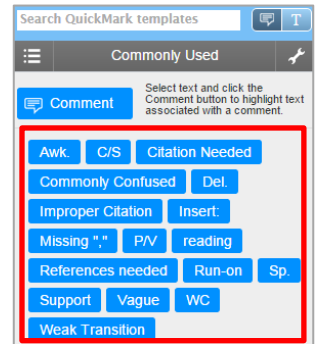 Search QuickMark templates
T
Commonly Used
Comment
Select text and click the
Comment button to highlight text
associated with a comment.
Awk. C/S Citation Needed
Commonly Confused Del.
Improper Citation Insert:
Missing "," P/V reading
References needed Run-on Sp.
Support Vague WC
Weak Transition